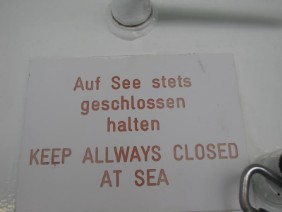 Auf See stets
geschlossen
halten
KEEP ALLWAYS CLOSED
AT SEA